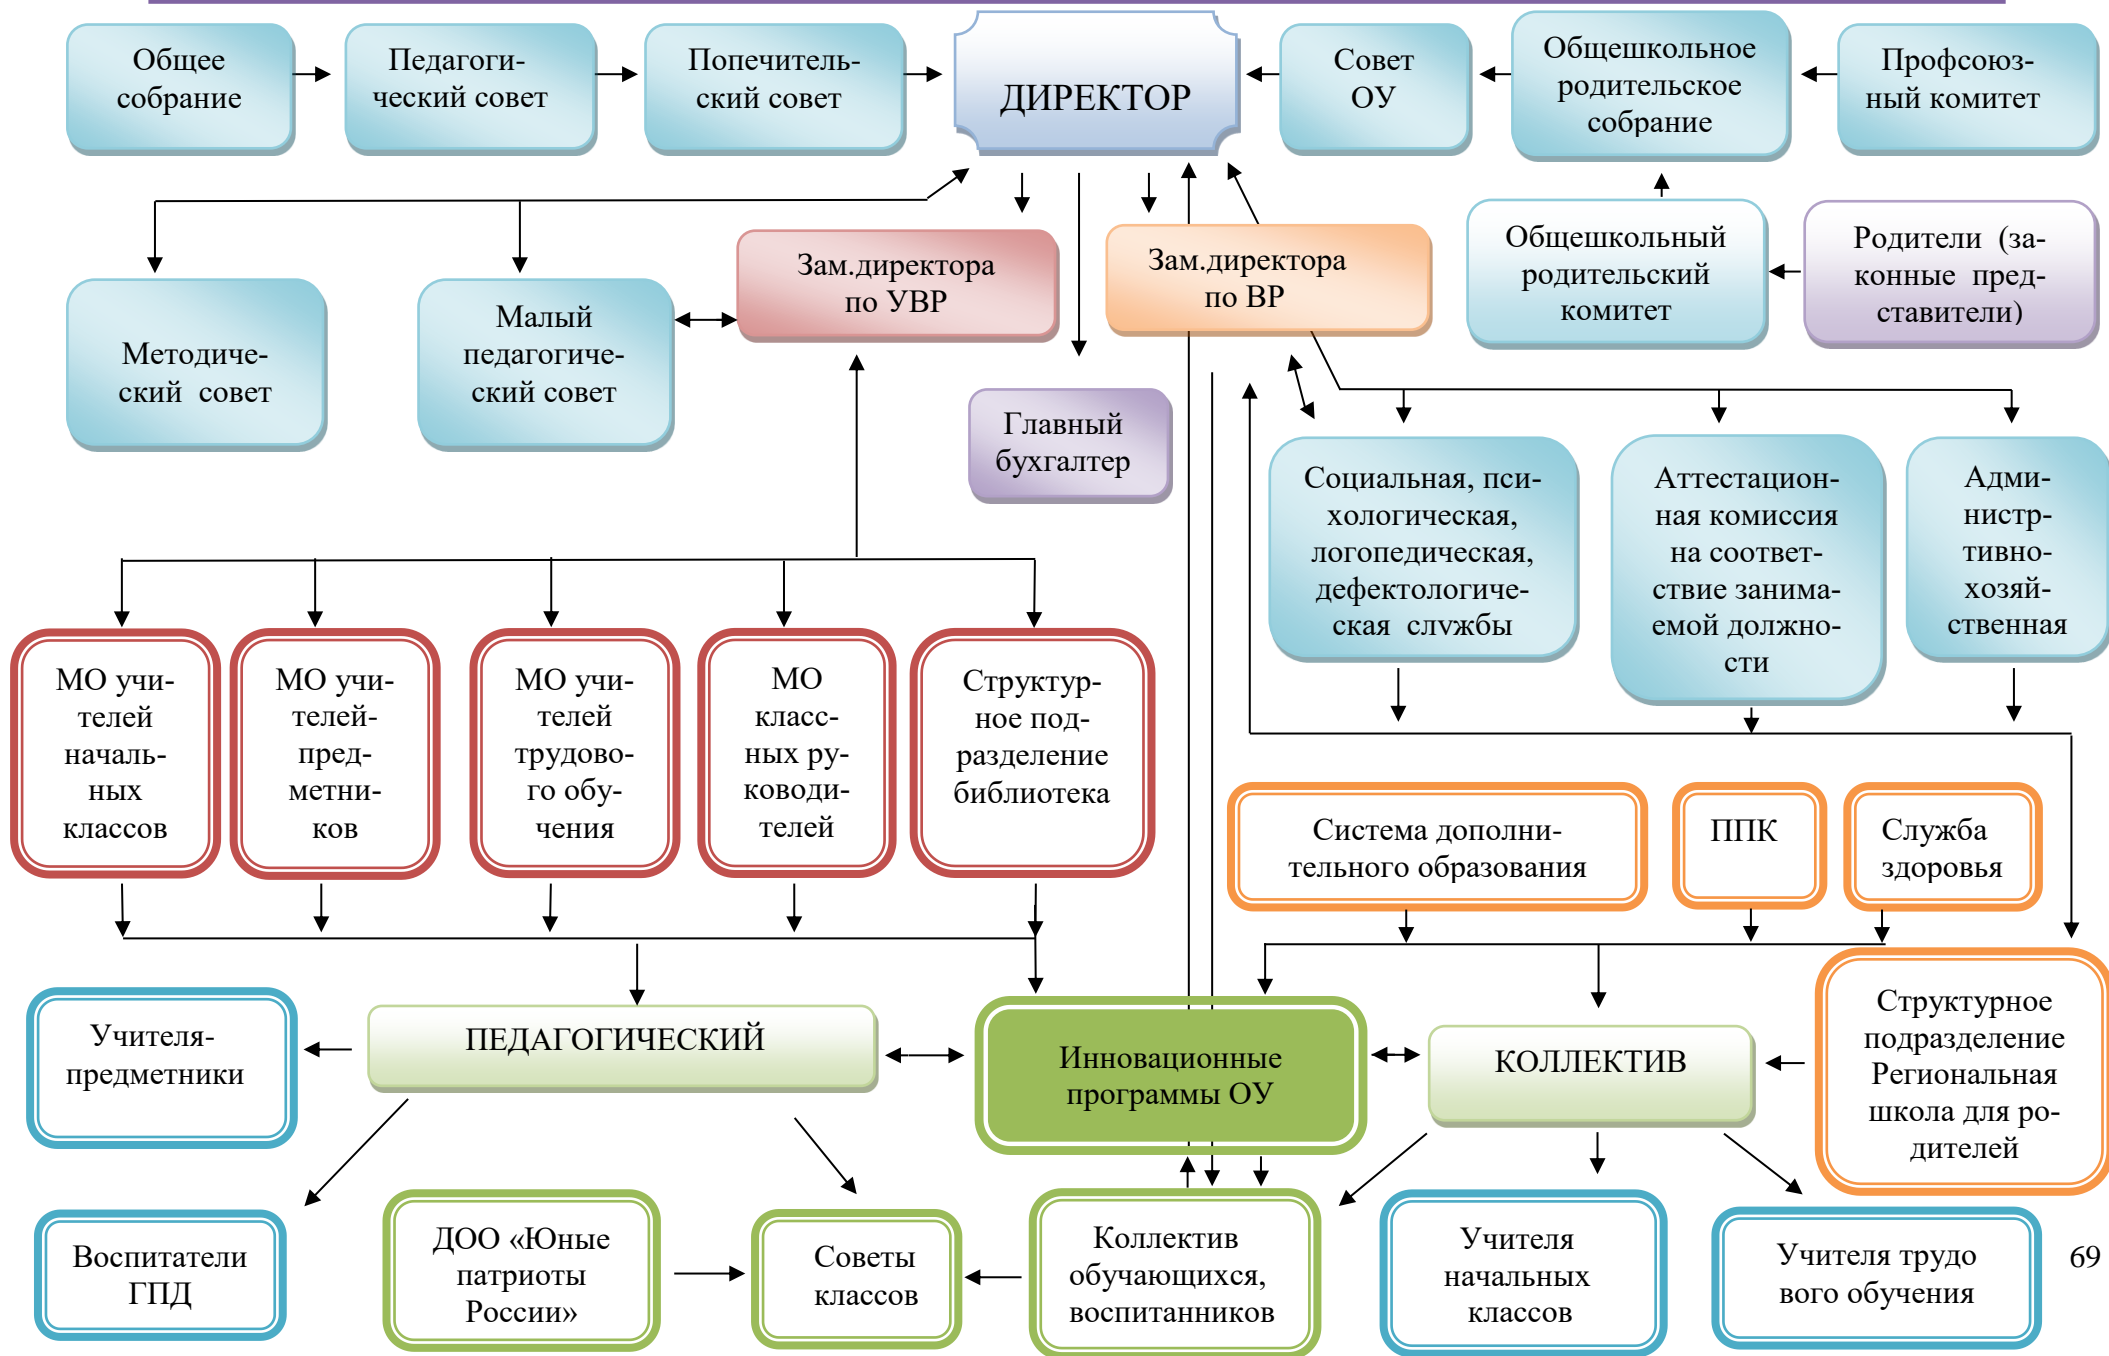 Общее
собрание
Педагоги-
ческий совет
Попечитель-
ский совет
ДИРЕКТОР
Совет
ОУ
Общешкольное
родительское
собрание
Профсоюз-
ный комитет
Методиче-
ский совет
Малый
педагогиче-
ский совет
Зам.директора
по УВР
Зам.директора
по ВР
Общешкольный
родительский
комитет
Родители (за-
конные пред-
ставители)
Главный
бухгалтер
Социальная, пси-
хологическая,
логопедическая,
дефектологиче-
ская службы
Аттестацион-
ная комиссия
на соответ-
ствие занима-
емой должно-
сти
Адми-
нистр-
тивно-
хозяй-
ственная
МО учи-
телей
началь-
ных
классов
МО учи-
телей-
пред-
метни-
ков
МО учи-
телей
трудово-
го обу-
чения
МО
класс-
ных ру-
ководи-
телей
Структур-
ное под-
разделение
библиотека
Система дополни-
тельного образования
ППК
Служба
здоровья
Учителя-
предметники
ПЕДАГОГИЧЕСКИЙ
Инновационные
программы ОУ
КОЛЛЕКТИВ
Структурное
подразделение
Региональная
школа для ро-
дителей
Воспитатели
ГПД
ДОО «Юные
патриоты
России»
Советы
классов
Коллектив
обучающихся,
воспитанников
Учителя
начальных
классов
Учителя трудо
вого обучения
69